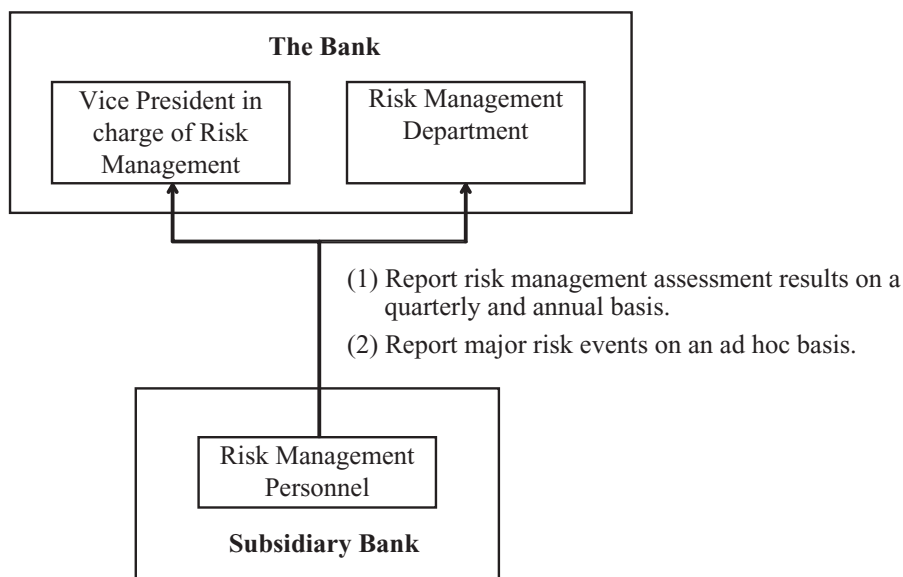 The Bank
Vice President in
charge of Risk
Management
Risk Management
Department
(1) Report risk management assessment results on a
quarterly and annual basis.
(2) Report major risk events on an ad hoc basis.
Risk Management
Personnel
Subsidiary Bank